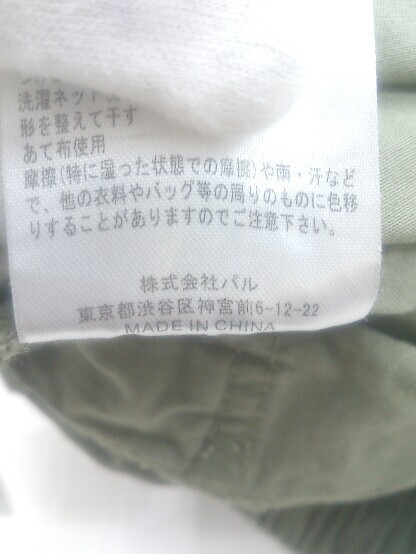 洗濯ネット
形を整えて干す
あて布使用
摩擦(特に湿った状態での摩擦)や雨・汗など
で、他の衣料やバッグ等の周りのものに色移
りすることがありますのでご注意下さい。
株式会社パル
東京都渋谷区神宮前6-12-22
MADE IN CHINA